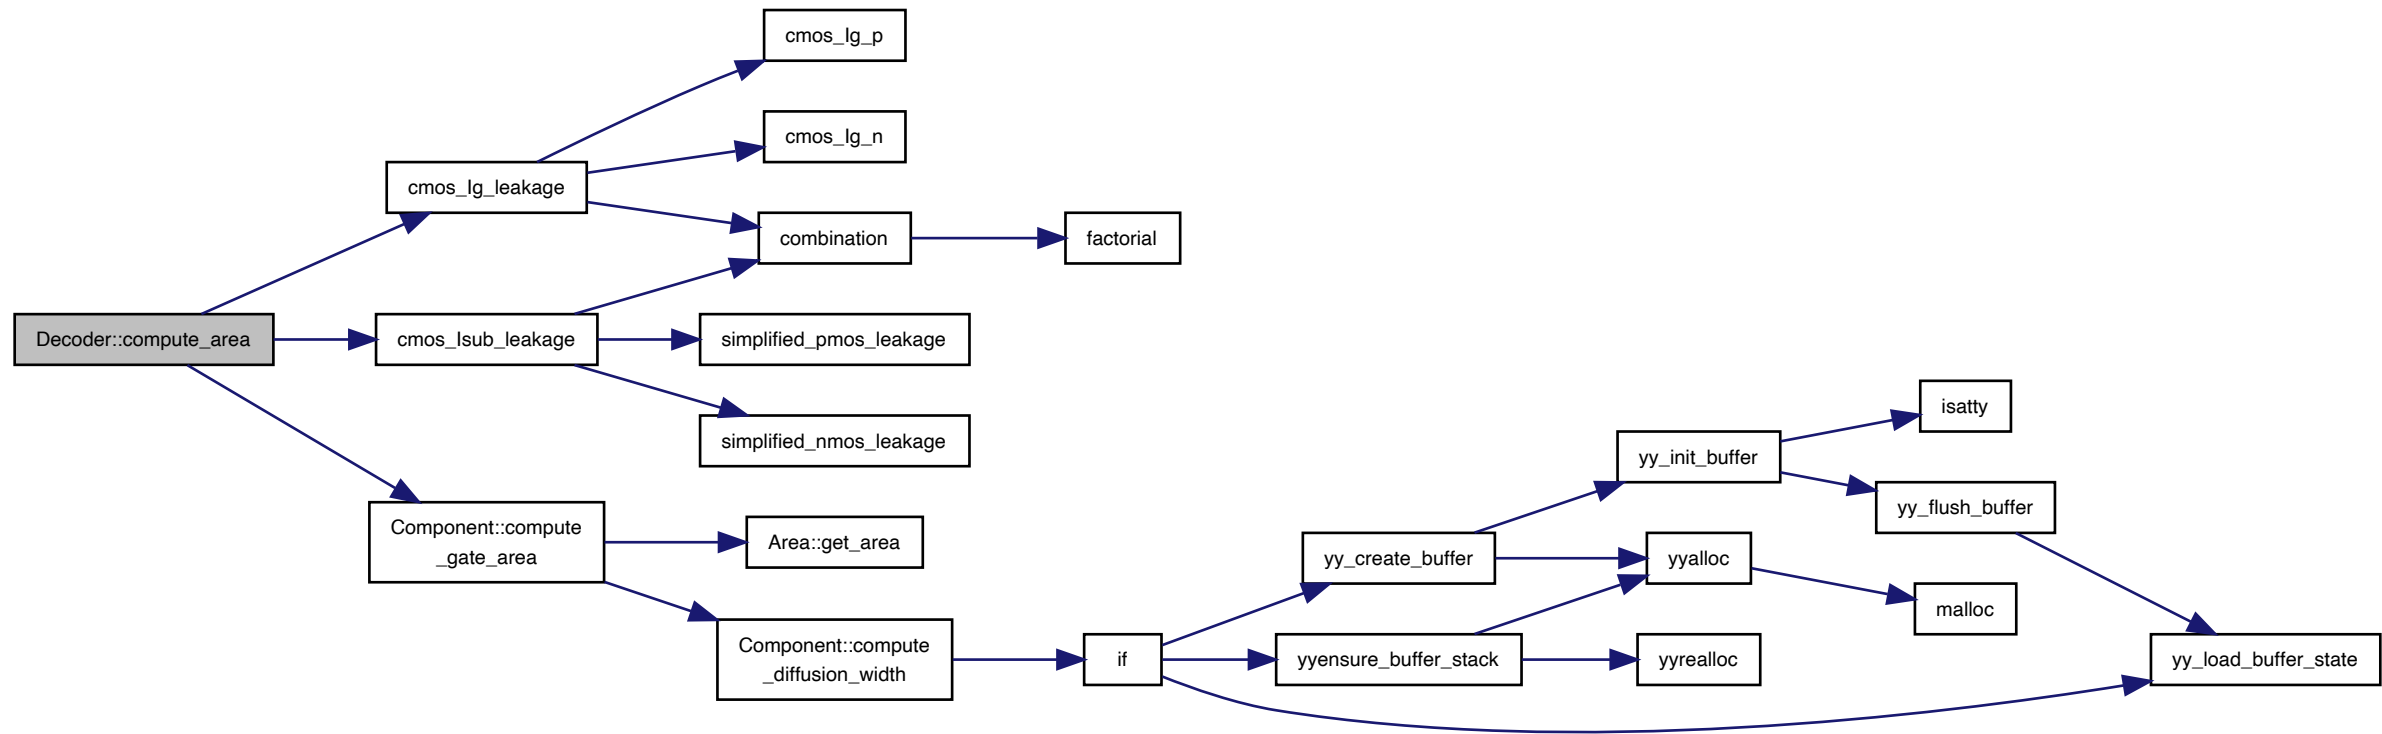 cmos_Ig_p
cmos_Ig_n
cmos_Ig_leakage
combination
factorial
Decoder::compute_area
cmos_Isub_leakage
simplified_pmos_leakage
simplified_nmos_leakage
isatty
yy_init_buffer
yy_flush_buffer
Component::compute
_gate_area
Area::get_area
yy_create_buffer
yyalloc
malloc
Component::compute
_diffusion_width
if
yyensure_buffer_stack
yyrealloc
yy_load_buffer_state